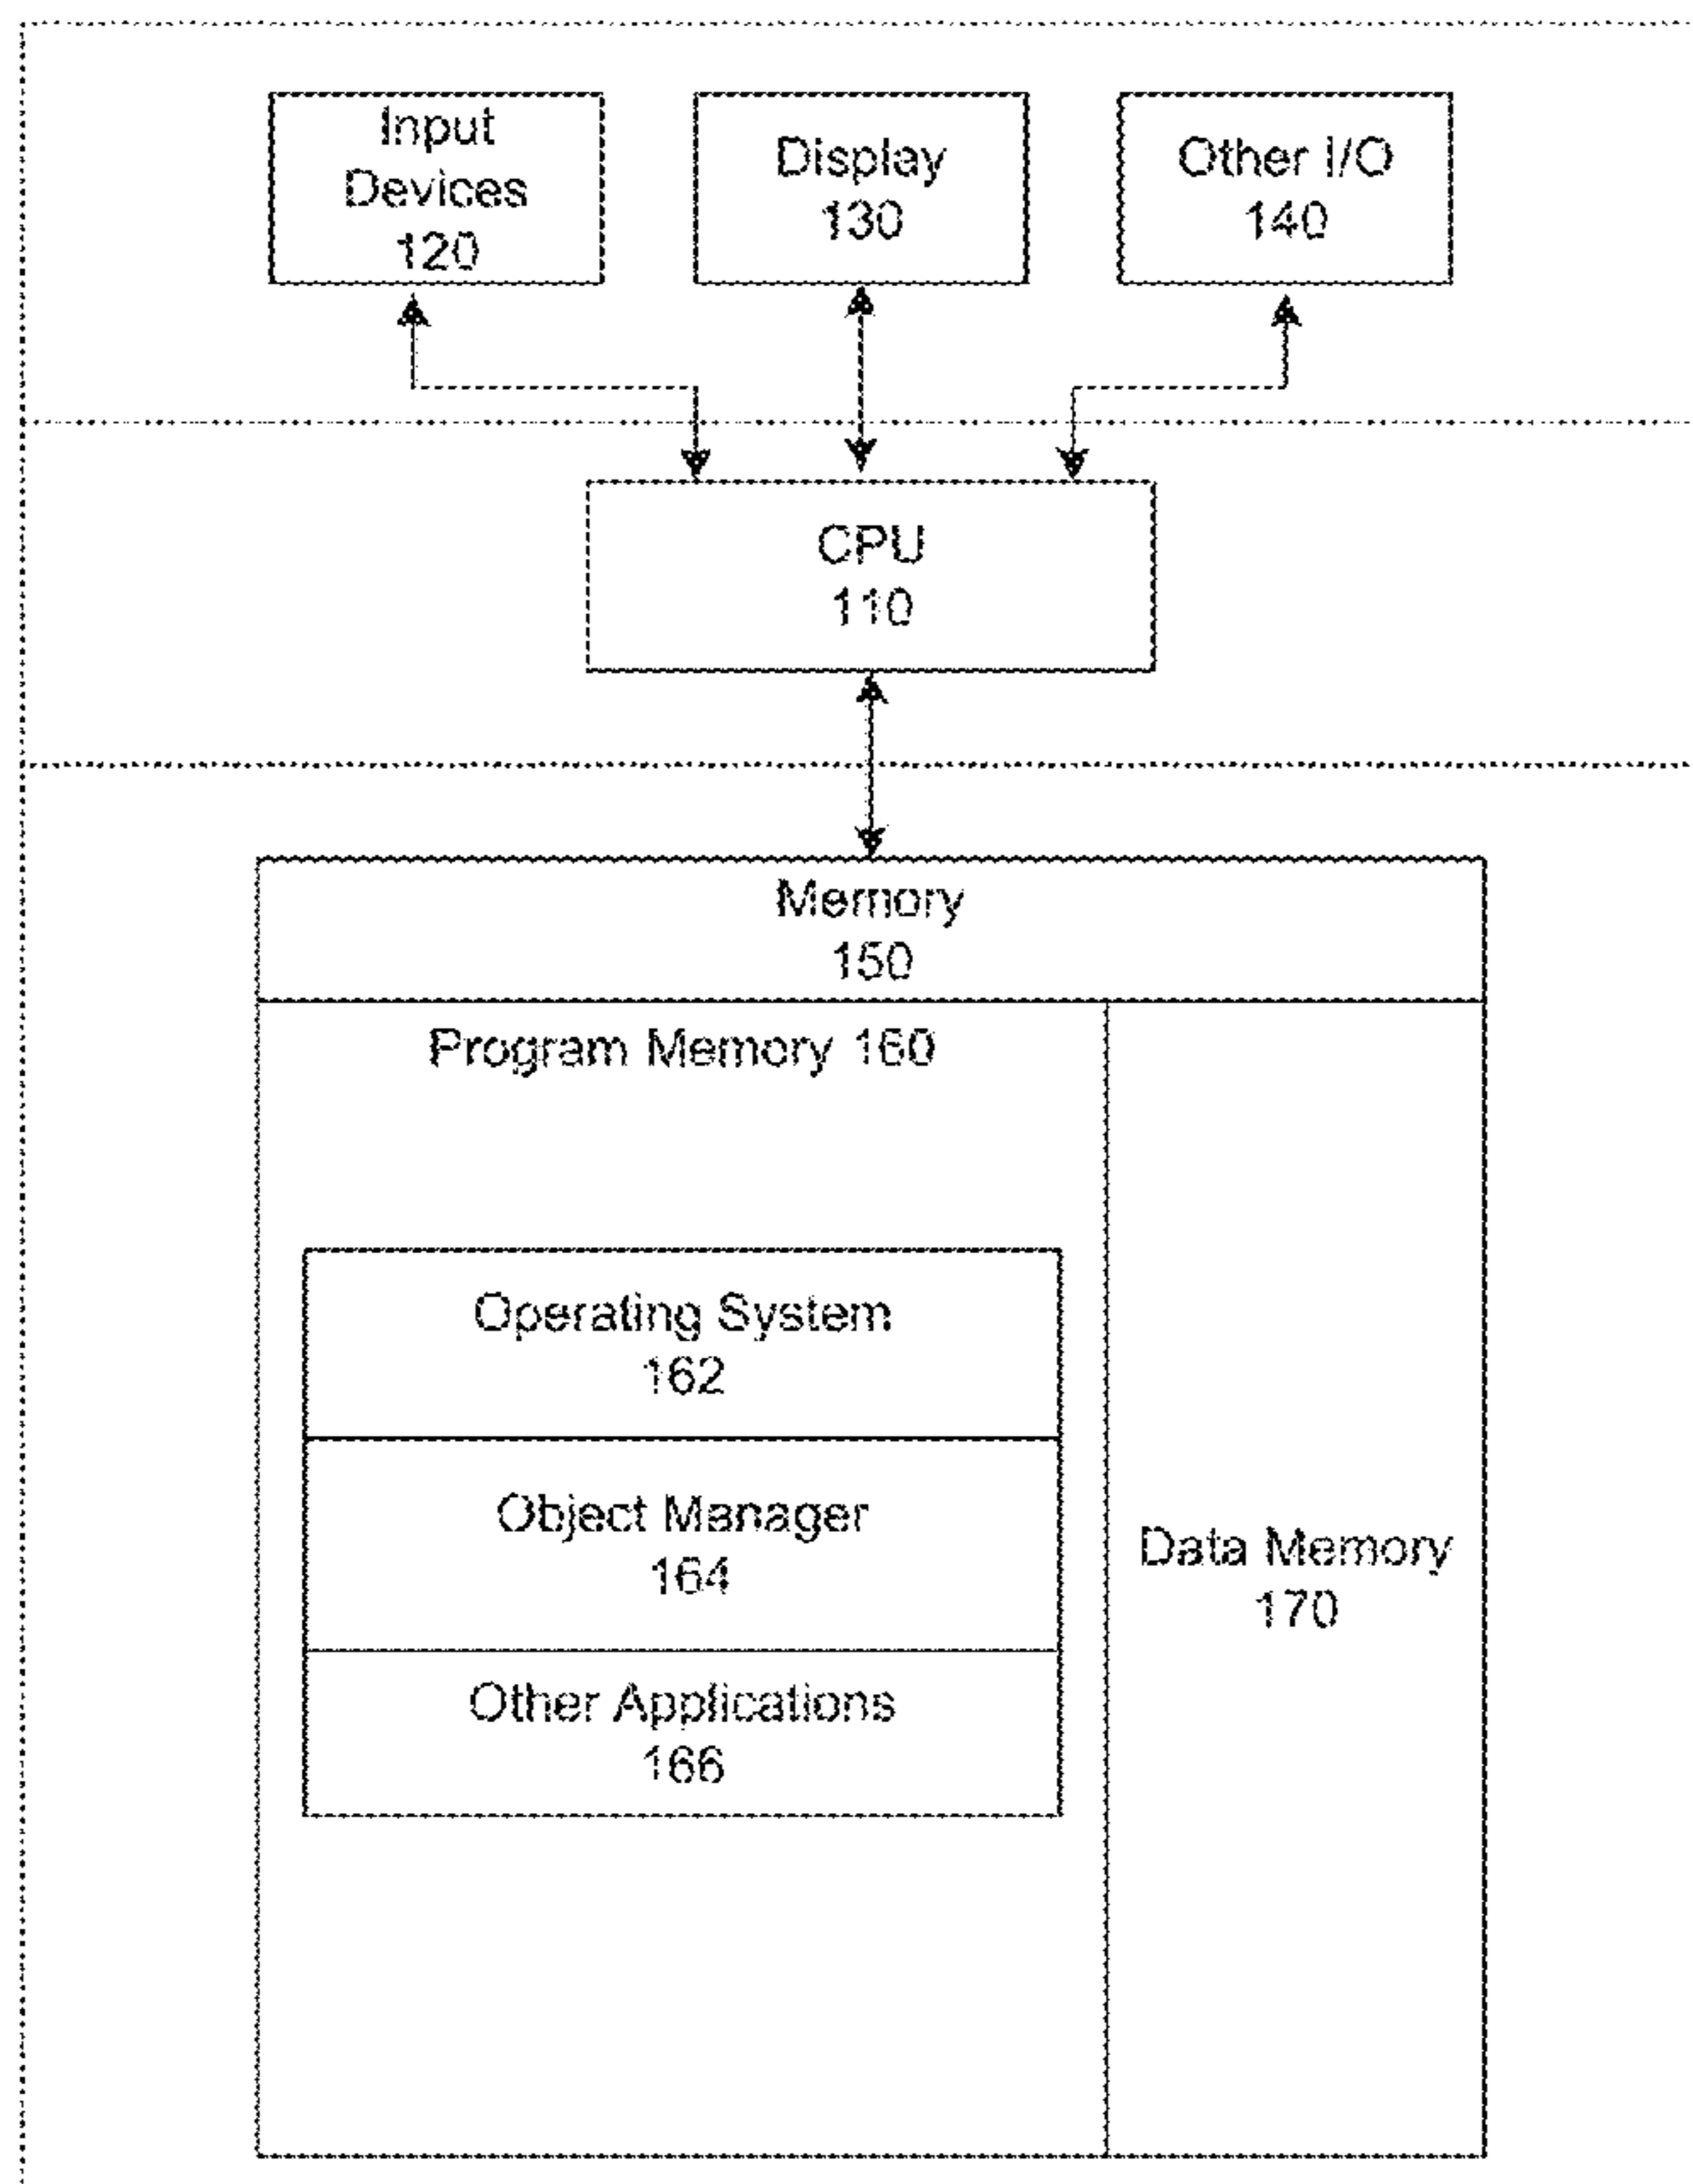 Input
Devices
120
Display
130
Other I/O
140
CPU
110
Memory
150
Program Memory 160
Operating System
162
Object Manager
164
Other Applications
166
Data Memory
170